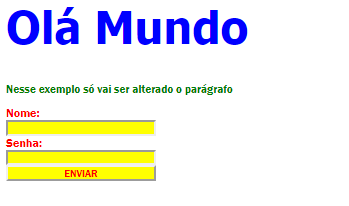 Olá Mundo
Nesse exemplo só vai ser alterado o parágrafo
Nome:
Senha:
ENVIAR